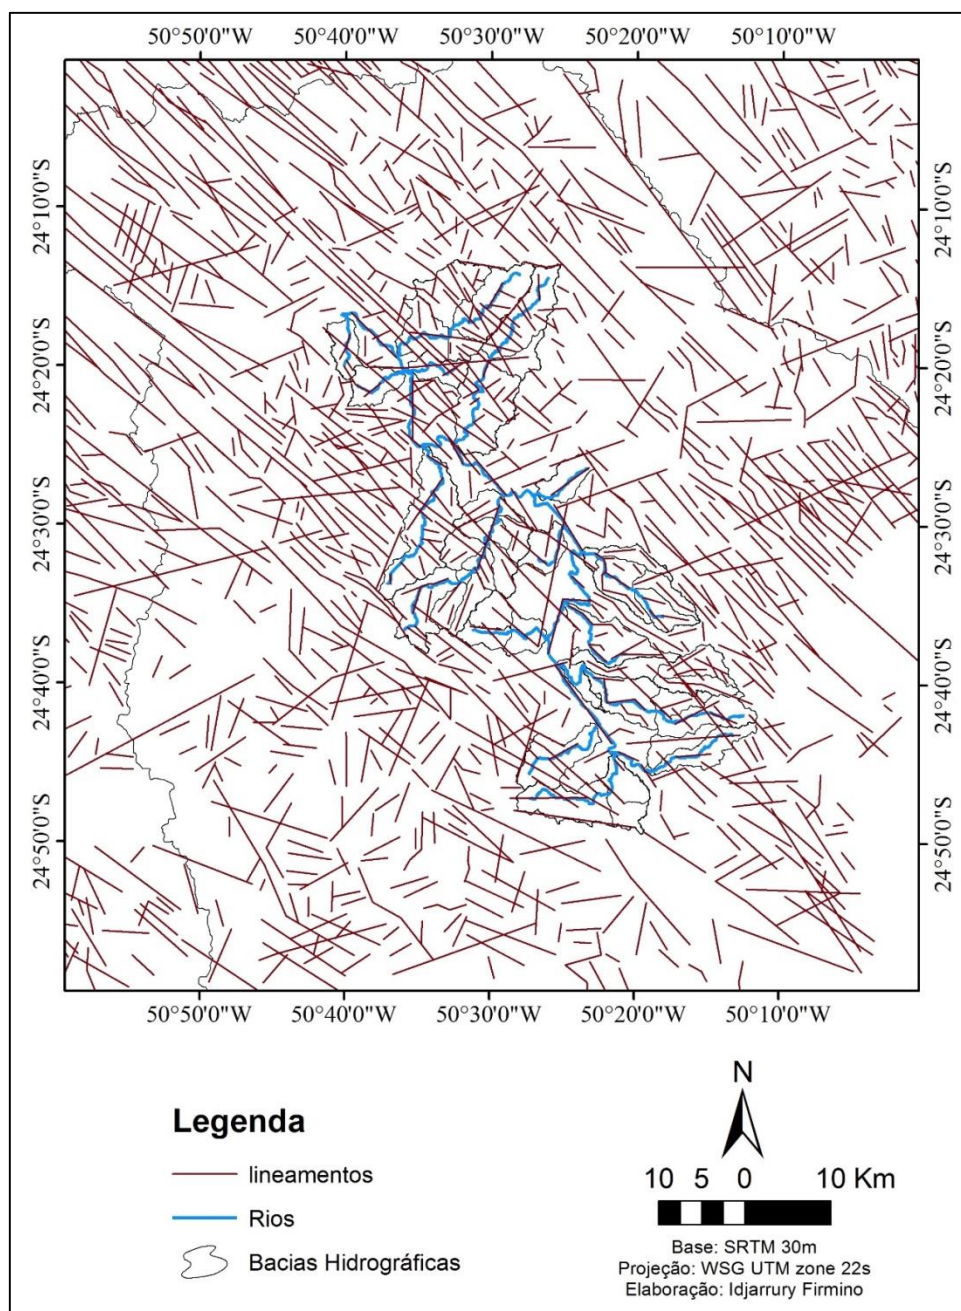 50°50'0"W 50°40'0"W 50°30'0"W 50°20'0"W 50°10'0"W
24°10'0"S 24°10'0"S
24°20'0"S 24°20'0"S
24°30'0"S 24°30'0"S
24°40'0"S 24°40'0"S
24°50'0"S 24°50'0"S
50°50'0"W 50°40'0"W 50°30'0"W 50°20'0"W 50°10'0"W
Legenda
lineamentos
Rios
Bacias Hidrográficas
N
10 5 0 10 Km
Base: SRTM 30m
Projeção: WSG UTM zone 22s
Elaboração: Idjarrury Firmino